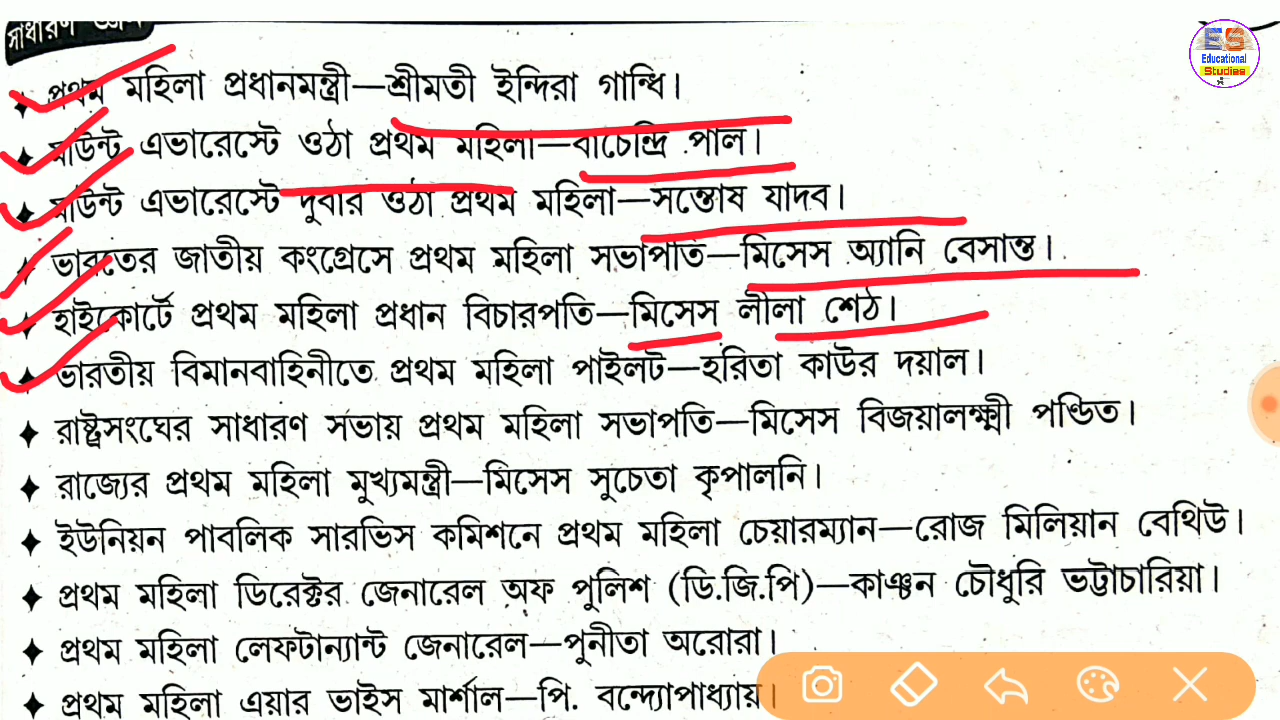 সাধারণ জ্ঞান
ES
Educational
Studies
প্রথম মহিলা প্রধানমন্ত্রী—শ্রীমতী ইন্দিরা গান্ধি।
মাউন্ট এভারেস্টে ওঠা প্রথম মহিলা—বাচেন্দ্রি পাল।
মাউন্ট এভারেস্টে দুবার ওঠা প্রথম মহিলা—সন্তোষ যাদব।
ভারতের জাতীয় কংগ্রেসে প্রথম মহিলা সভাপতি—মিসেস অ্যানি বেসান্ত।
হাইকোর্টে প্রথম মহিলা প্রধান বিচারপতি—মিসেস লীলা শেঠ।
ভারতীয় বিমানবাহিনীতে প্রথম মহিলা পাইলট—হরিতা কাউর দয়াল।
রাষ্ট্রসংঘের সাধারণ সভায় প্রথম মহিলা সভাপতি—মিসেস বিজয়ালক্ষ্মী পণ্ডিত।
রাজ্যের প্রথম মহিলা মুখ্যমন্ত্রী—মিসেস সুচেতা কৃপালনি।
ইউনিয়ন পাবলিক সারভিস কমিশনে প্রথম মহিলা চেয়ারম্যান—রোজ মিলিয়ান বেথিউ।
প্রথম মহিলা ডিরেক্টর জেনারেল অফ পুলিশ (ডি.জি.পি)—কাঞ্চন চৌধুরি ভট্টাচারিয়া।
প্রথম মহিলা লেফটান্যান্ট জেনারেল—পুনীতা অরোরা।
প্রথম মহিলা এয়ার ভাইস মার্শাল—পি. বন্দ্যোপাধ্যায়।